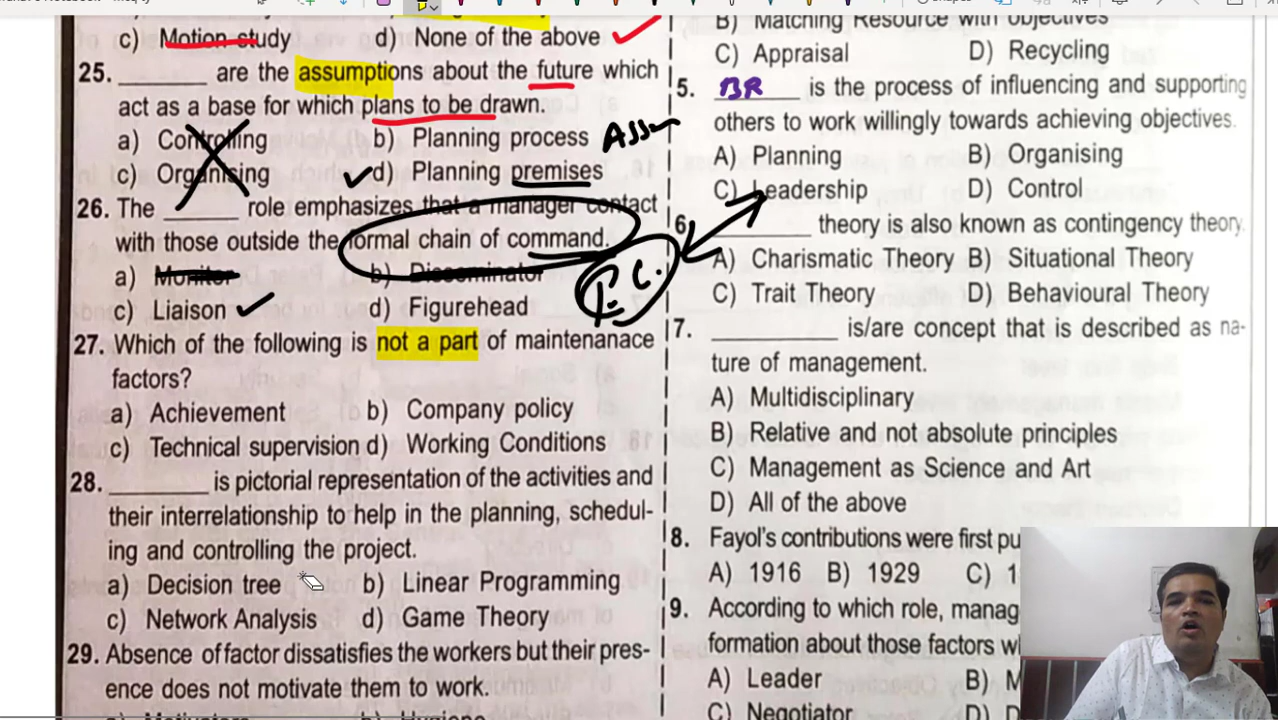 c) Motion study d) None of the above
25. ________ are the assumptions about the future which
act as a base for which plans to be drawn.
a) Controlling b) Planning process Assm
c) Organising d) Planning premises
26. The ________ role emphasizes that a manager contact
with those outside the formal chain of command.
a) Monitor b) Disseminator
c) Liaison d) Figurehead
27. Which of the following is not a part of maintenanace
factors?
a) Achievement b) Company policy
c) Technical supervision d) Working Conditions
28. ________ is pictorial representation of the activities and
their interrelationship to help in the planning, schedul-
ing and controlling the project.
a) Decision tree b) Linear Programming
c) Network Analysis d) Game Theory
29. Absence of factor dissatisfies the workers but their pres-
ence does not motivate them to work.
B) Matching Resource with objectives
C) Appraisal D) Recycling
5. BR is the process of influencing and supporting
others to work willingly towards achieving objectives.
A) Planning B) Organising
C) Leadership D) Control
6. ________ theory is also known as contingency theory.
A) Charismatic Theory B) Situational Theory
C) Trait Theory D) Behavioural Theory
7. ________ is/are concept that is described as na-
ture of management.
A) Multidisciplinary
B) Relative and not absolute principles
C) Management as Science and Art
D) All of the above
8. Fayol's contributions were first pu
A) 1916 B) 1929 C) 1
9. According to which role, manag
formation about those factors w
A) Leader B) M
C) Negotiator D) D